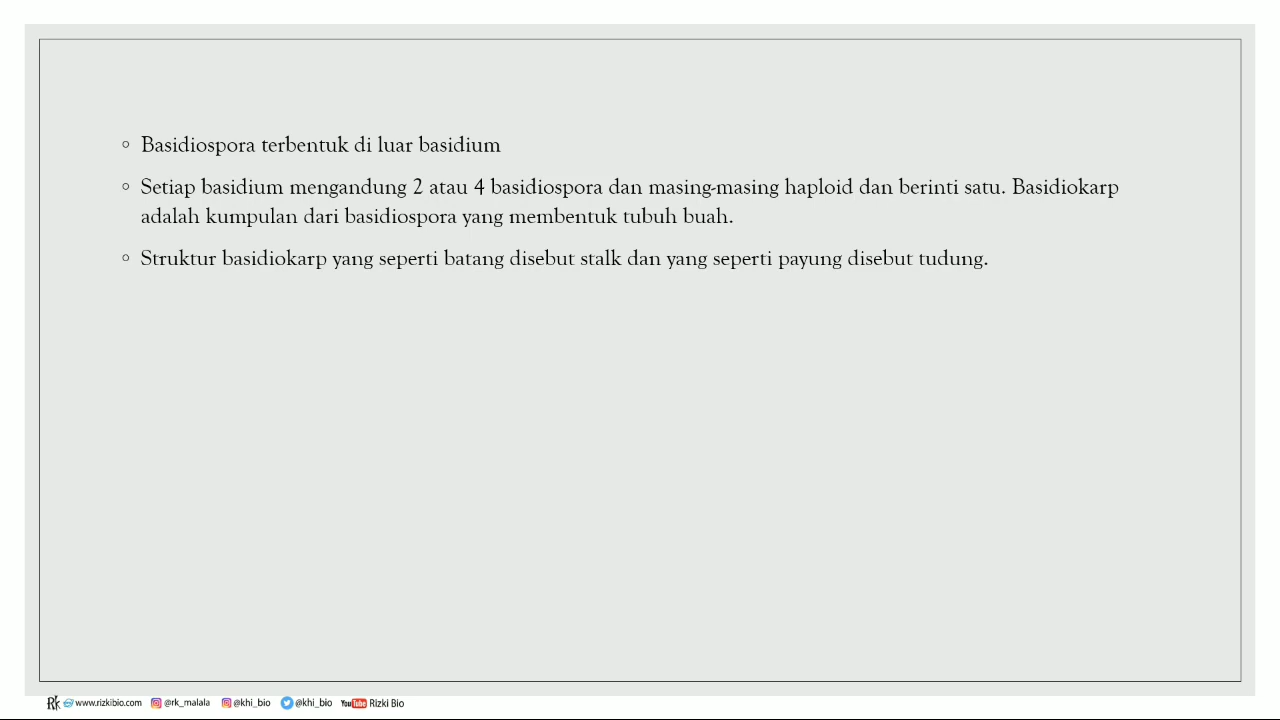 Basidiospora terbentuk di luar basidium
Setiap basidium mengandung 2 atau 4 basidiospora dan masing-masing haploid dan berinti satu. Basidiokarp
adalah kumpulan dari basidiospora yang membentuk tubuh buah.
Struktur basidiokarp yang seperti batang disebut stalk dan yang seperti payung disebut tudung.
Rk www.rizkibio.com @rk_malala @khi_bio @khi_bio YouTube Rizki Bio